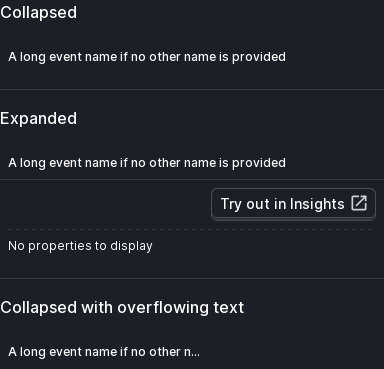 Collapsed
A long event name if no other name is provided
Expanded
A long event name if no other name is provided
Try out in Insights
No properties to display
Collapsed with overflowing text
A long event name if no other n...